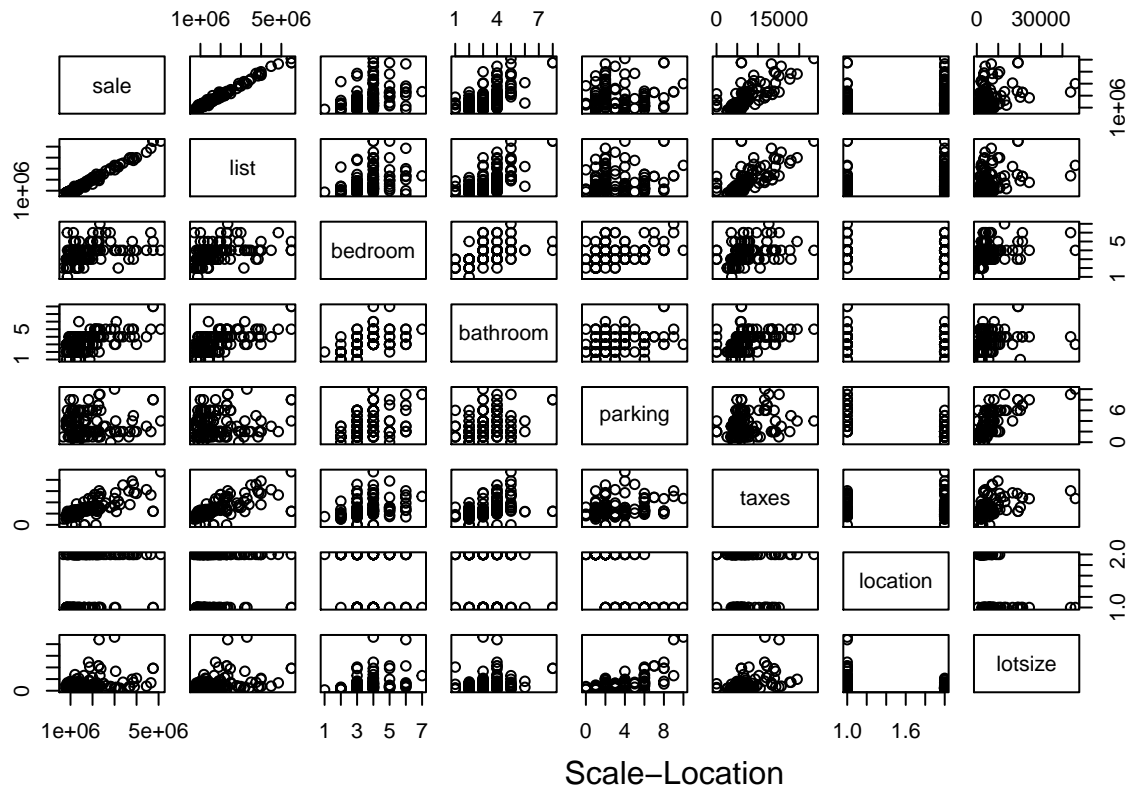 1e+06 5e+06 1 4 7 0 15000 0 30000
sale 1e+06
1e+06 list
bedroom 1 5
1 5 bathroom
parking 0 6
0 taxes
location 1.0 2.0
0 lotsize
1e+06 5e+06 1 3 5 7 0 4 8 1.0 1.6
Scale−Location